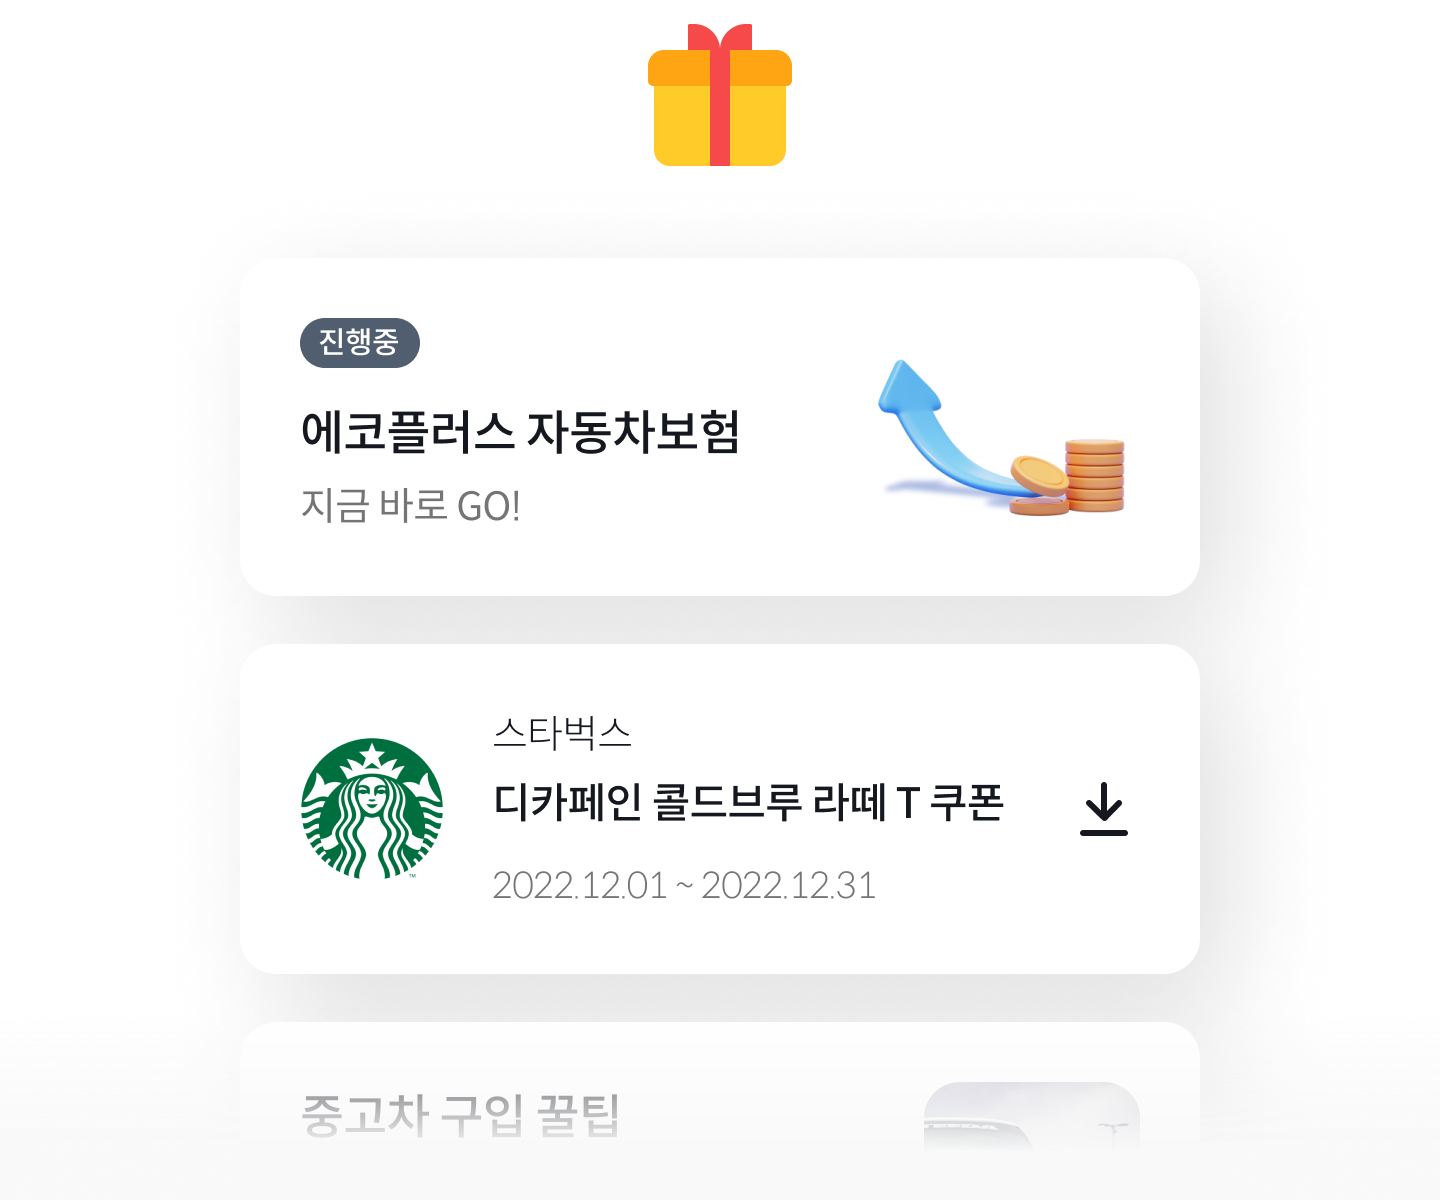 진행중
에코플러스 자동차보험
지금 바로 GO!
스타벅스
디카페인 콜드브루 라떼 T 쿠폰
2022.12.01 ~ 2022.12.31
TM
중고차 구입 꿀팁